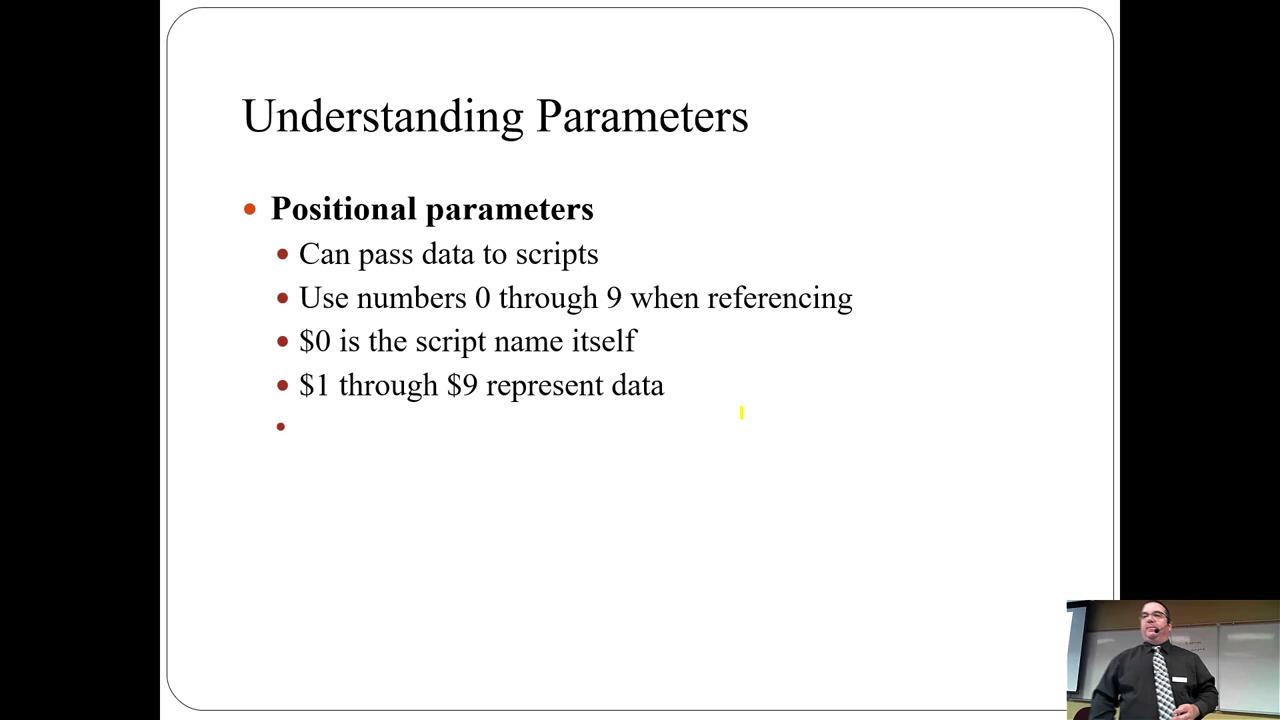 Understanding Parameters
Positional parameters
Can pass data to scripts
Use numbers 0 through 9 when referencing
$0 is the script name itself
$1 through $9 represent data